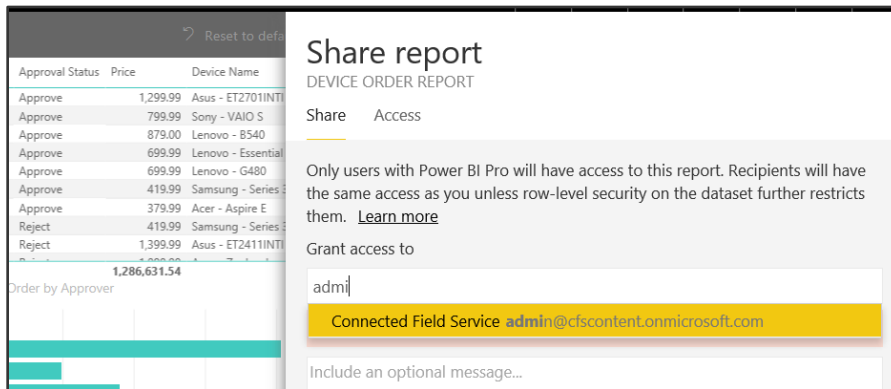 Reset to defa
Approval Status Price Device Name
Approve 1,299.99 Asus - ET2701INTI
Approve 799.99 Sony - VAIO S
Approve 879.00 Lenovo - B540
Approve 699.99 Lenovo - Essential
Approve 699.99 Lenovo - G480
Approve 419.99 Samsung - Series 3
Approve 379.99 Acer - Aspire E
Reject 419.99 Samsung - Series 3
Reject 1,399.99 Asus - ET2411INTI
1,286,631.54
Order by Approver
Share report
DEVICE ORDER REPORT
Share Access
Only users with Power BI Pro will have access to this report. Recipients will have
the same access as you unless row-level security on the dataset further restricts
them. Learn more
Grant access to
admi
Connected Field Service admin@cfscontent.onmicrosoft.com
Include an optional message...